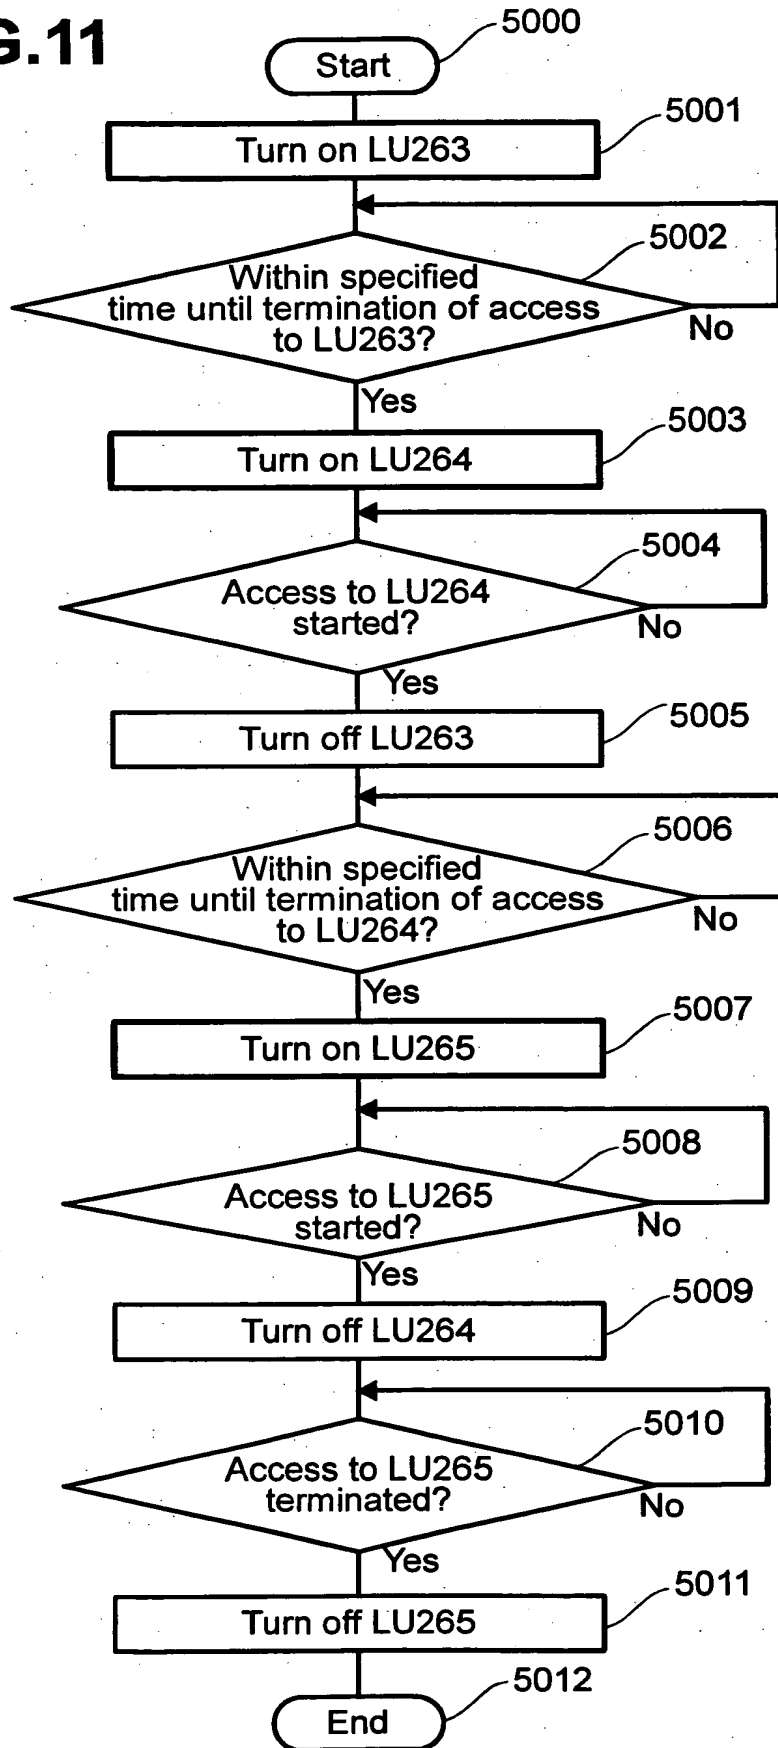 G.11
5000
Start
5001
Turn on LU263
5002
Within specified
time until termination of access
to LU263?
No
Yes
5003
Turn on LU264
5004
Access to LU264
started?
No
Yes
5005
Turn off LU263
5006
Within specified
time until termination of access
to LU264?
No
Yes
5007
Turn on LU265
5008
Access to LU265
started?
No
Yes
5009
Turn off LU264
5010
Access to LU265
terminated?
No
Yes
5011
Turn off LU265
5012
End